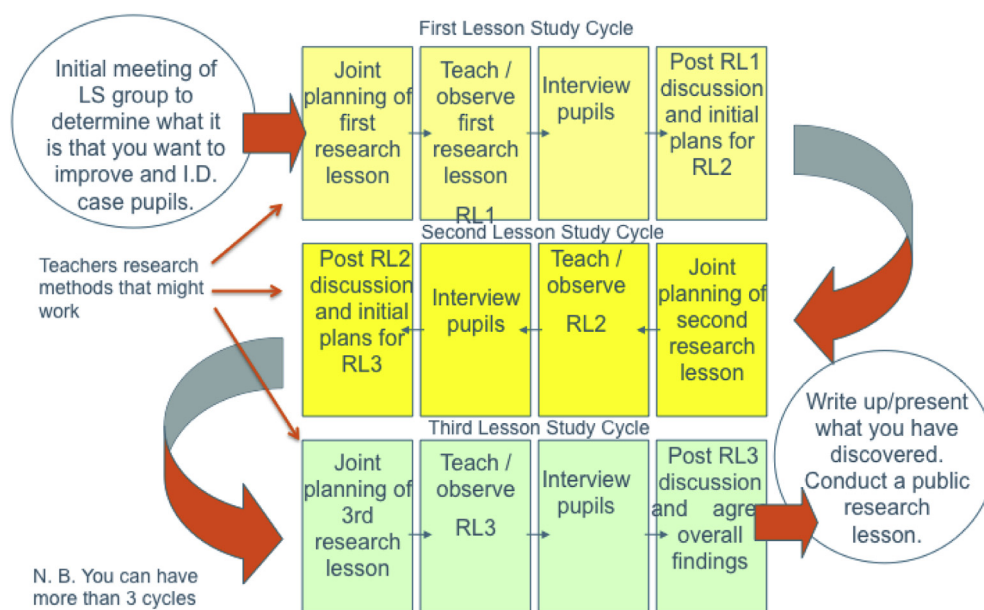 First Lesson Study Cycle
Initial meeting of
LS group to
determine what it
is that you want to
improve and I.D.
case pupils.
Joint
planning of
first
research
lesson
Teach /
observe
first
research
lesson
RL1
Interview
pupils
Post RL1
discussion
and initial
plans for
RL2
Teachers research
methods that might
work
Second Lesson Study Cycle
Post RL2
discussion
and initial
plans for
RL3
Interview
pupils
Teach /
observe
RL2
Joint
planning of
second
research
lesson
Third Lesson Study Cycle
Joint
planning of
3rd
research
lesson
Teach /
observe
RL3
Interview
pupils
Post RL3
discussion
and agre
overall
findings
Write up/present
what you have
discovered.
Conduct a public
research
lesson.
N. B. You can have
more than 3 cycles